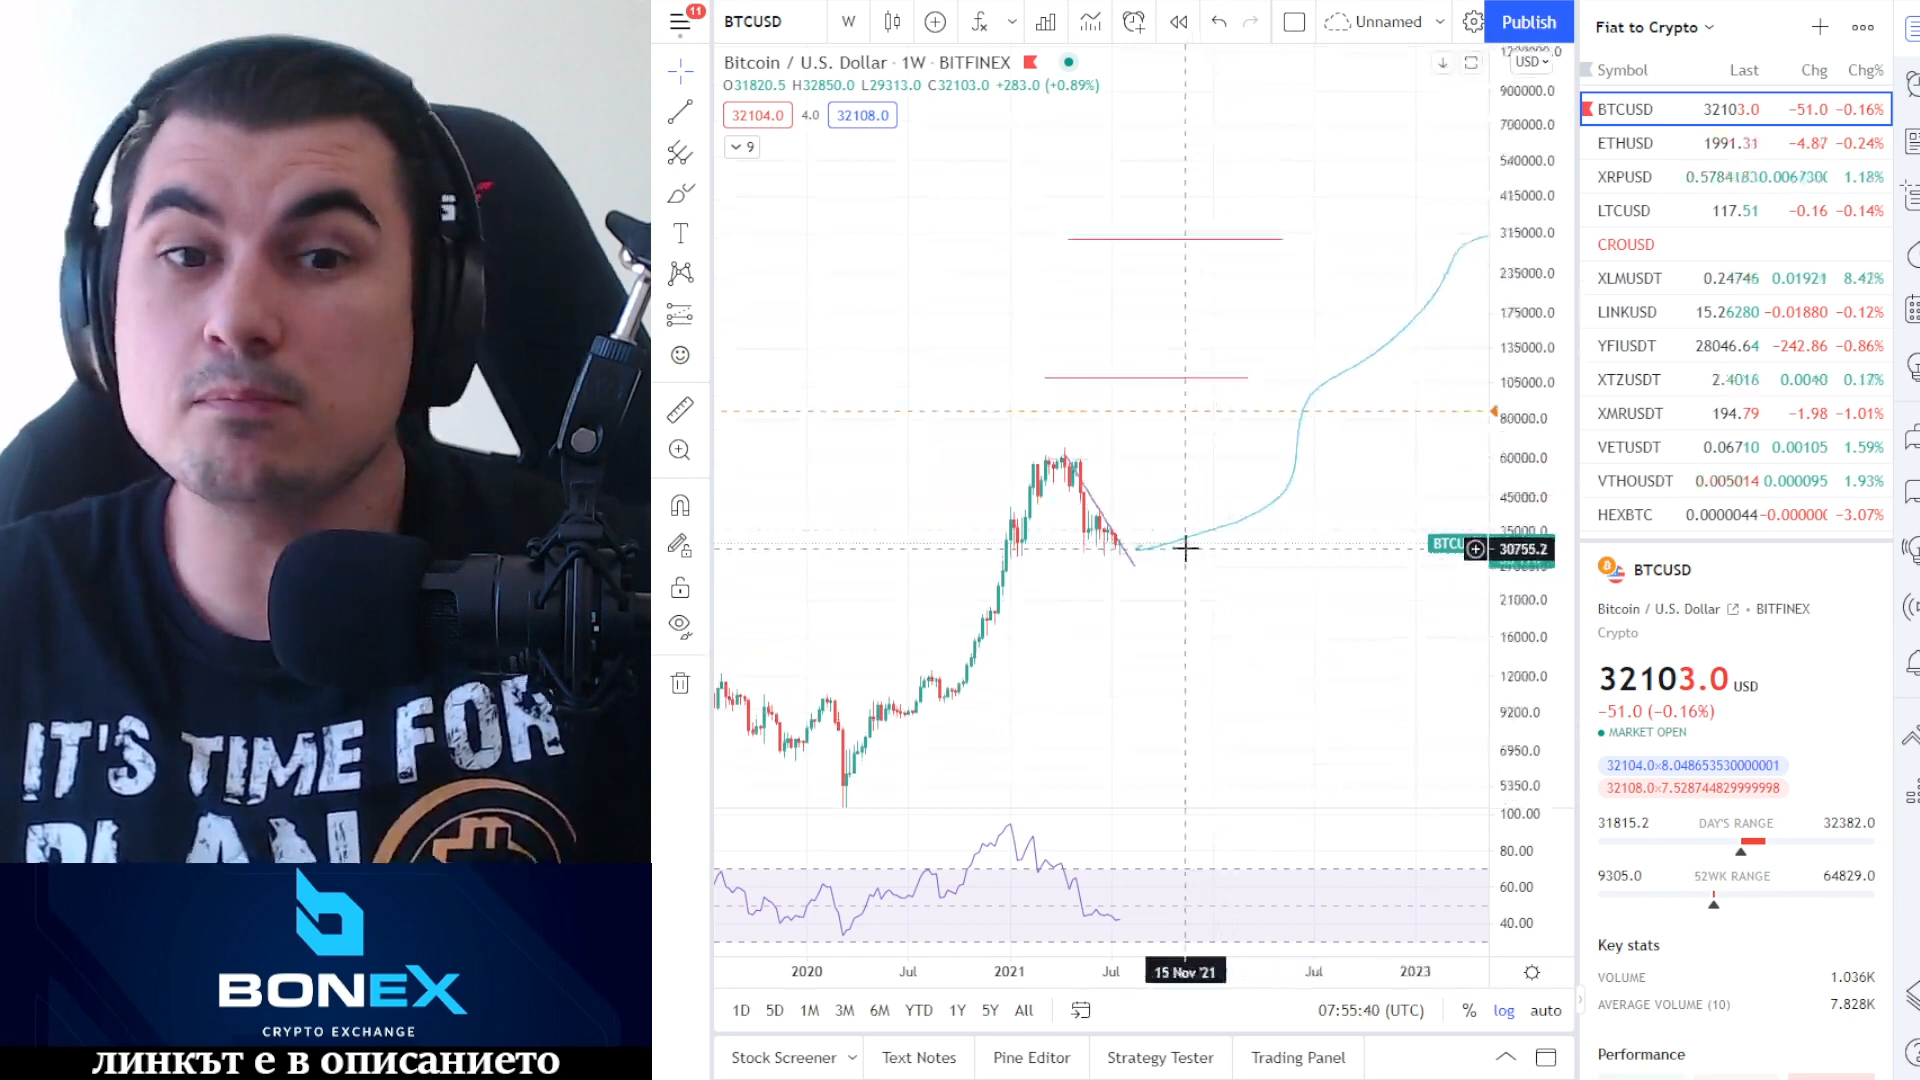 11
BTCUSD
W
Unnamed
Publish
Bitcoin / U.S. Dollar · 1W · BITFINEX
O31820.5 H32850.0 L29313.0 C32103.0 +283.0 (+0.89%)
32104.0 4.0 32108.0
9
USD
900000.0
700000.0
540000.0
415000.0
315000.0
235000.0
175000.0
135000.0
105000.0
80000.0
60000.0
45000.0
35000.0
30755.2
21000.0
16000.0
12000.0
9200.0
6950.0
5350.0
100.00
80.00
60.00
40.00
2020 Jul 2021 Jul 15 Nov '21 Jul 2023
1D 5D 1M 3M 6M YTD 1Y 5Y All
07:55:40 (UTC) % log auto
Stock Screener Text Notes Pine Editor Strategy Tester Trading Panel
Fiat to Crypto
Symbol Last Chg Chg%
BTCUSD 32103.0 −51.0 −0.16%
ETHUSD 1991.31 −4.87 −0.24%
XRPUSD 1.18%
LTCUSD 117.51 −0.16 −0.14%
CROUSD
XLMUSDT 0.24746 0.01921 8.42%
LINKUSD 15.26280 −0.01880 −0.12%
YFIUSDT 28046.64 −242.86 −0.86%
XTZUSDT 2.4016 0.0040 0.17%
XMRUSDT 194.79 −1.98 −1.01%
VETUSDT 0.06710 0.00105 1.59%
VTHOUSDT 0.005014 0.000095 1.93%
HEXBTC 0.0000044 −3.07%
BTCUSD
Bitcoin / U.S. Dollar • BITFINEX
Crypto
32103.0 USD
−51.0 (−0.16%)
MARKET OPEN
32104.0×8.048653530000001
32108.0×7.528744829999998
31815.2 DAY'S RANGE 32382.0
9305.0 52WK RANGE 64829.0
Key stats
VOLUME 1.036K
AVERAGE VOLUME (10) 7.828K
Performance
IT'S TIME FOR
PLAN
BONEX
CRYPTO EXCHANGE
линкът е в описанието